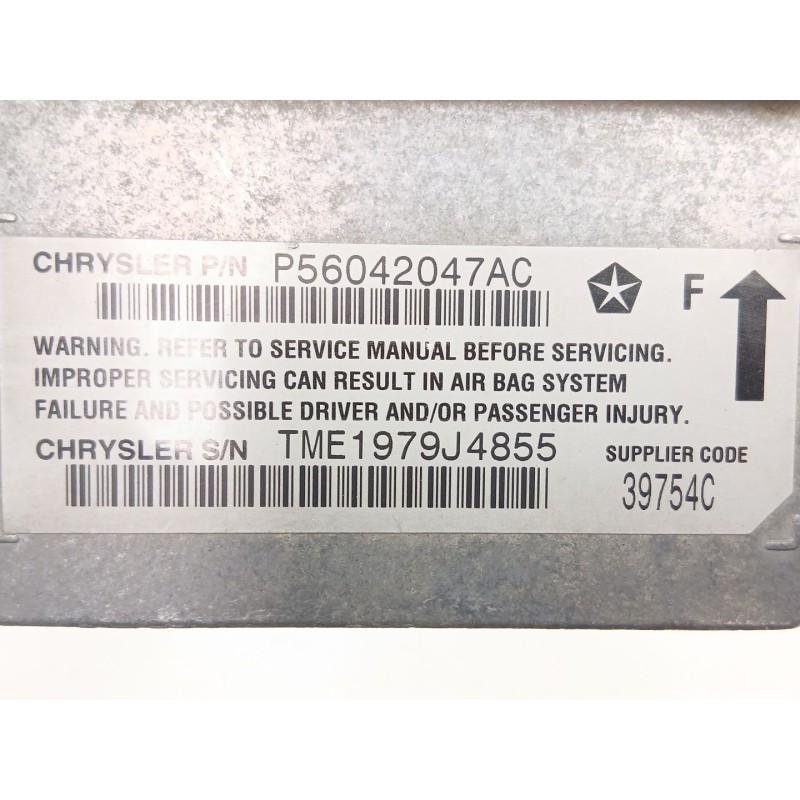 CHRYSLER P/N P56042047AC
F
WARNING. REFER TO SERVICE MANUAL BEFORE SERVICING.
IMPROPER SERVICING CAN RESULT IN AIR BAG SYSTEM
FAILURE AND POSSIBLE DRIVER AND/OR PASSENGER INJURY.
CHRYSLER S/N TME1979J4855
SUPPLIER CODE
39754C